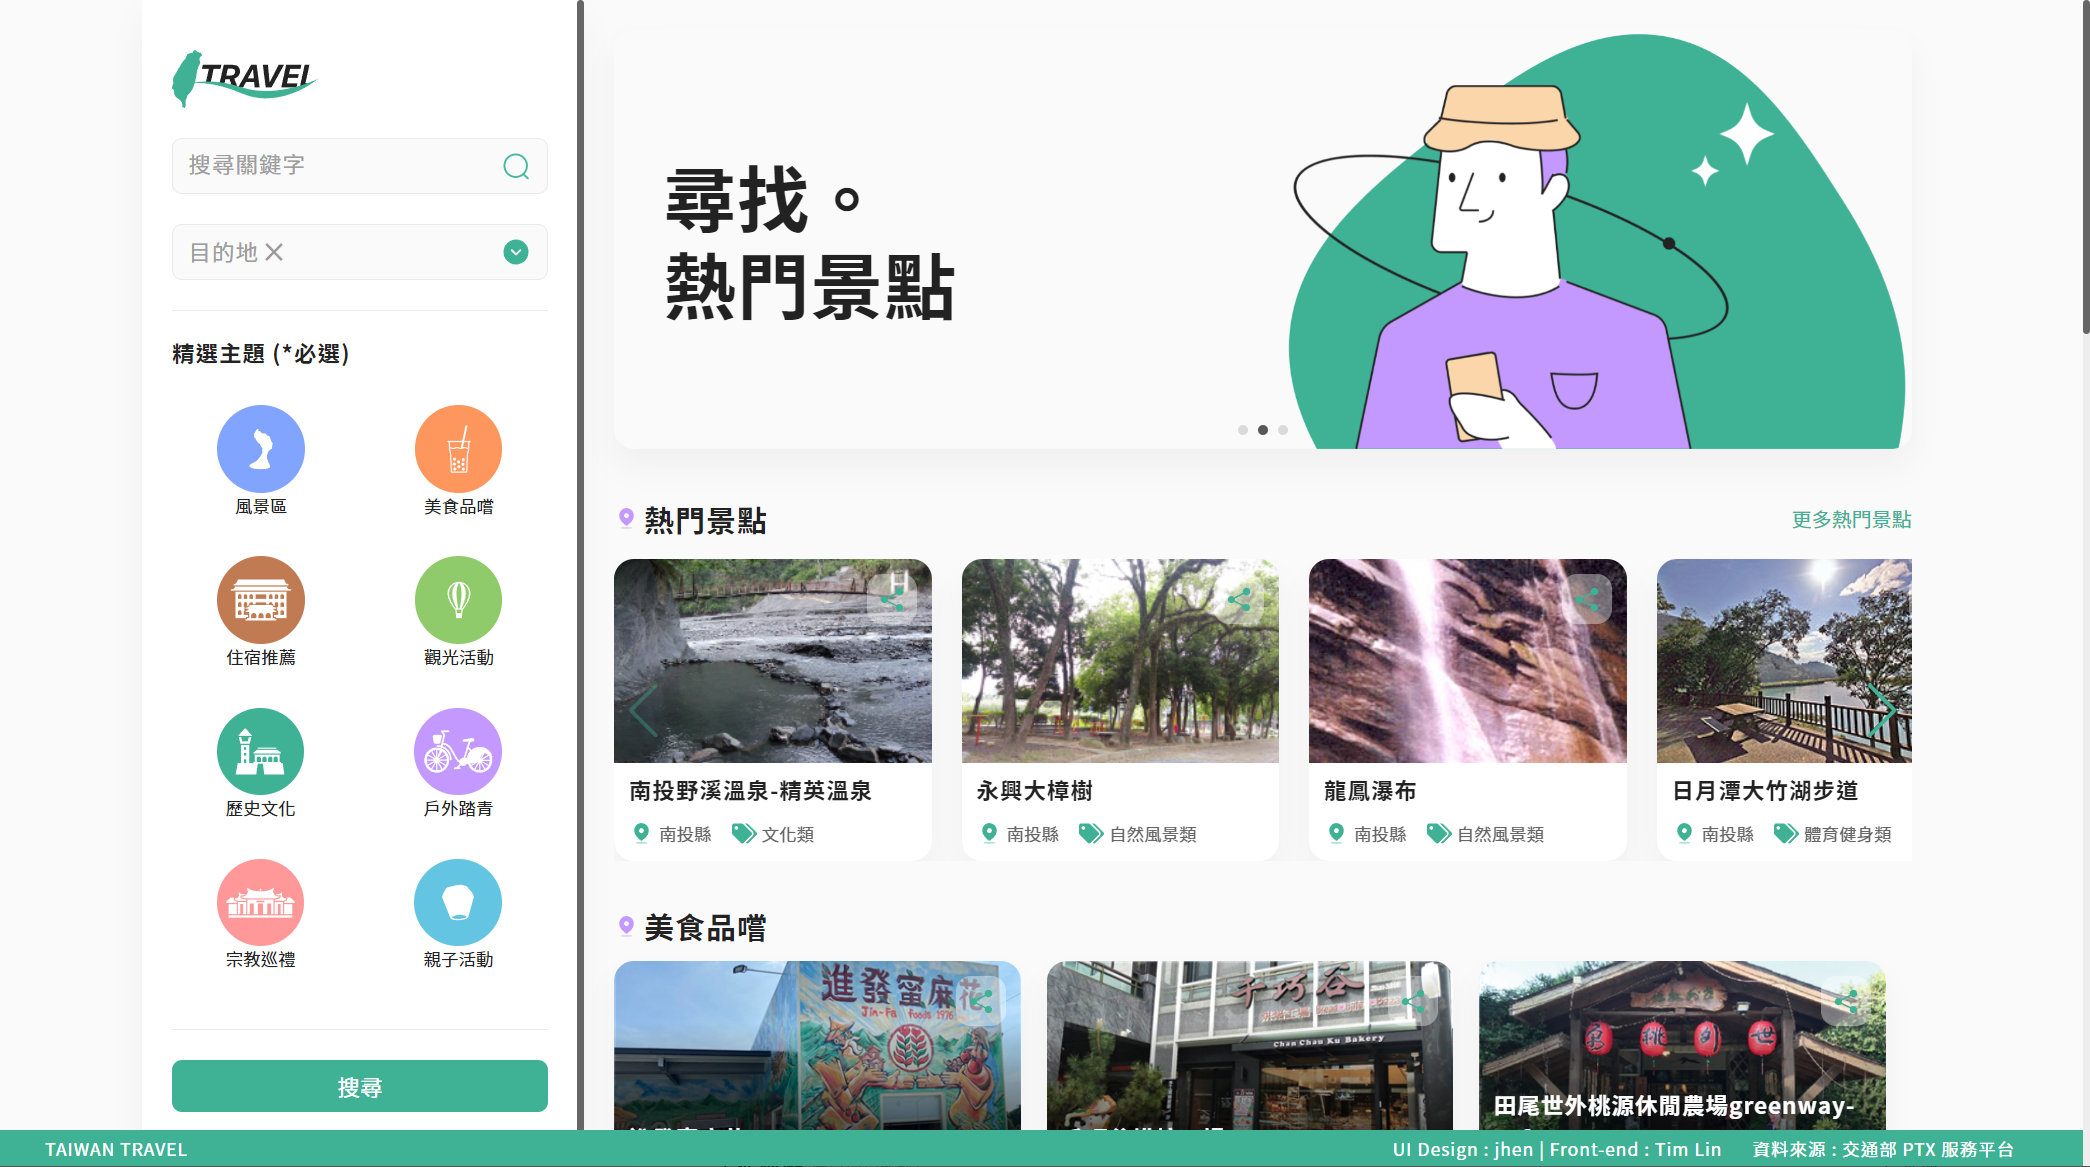 TRAVEL
搜尋關鍵字
目的地
精選主題 (*必選)
風景區
美食品嚐
住宿推薦
觀光活動
歷史文化
戶外踏青
宗教巡禮
親子活動
搜尋
尋找。
熱門景點
熱門景點
更多熱門景點
南投野溪溫泉-精英溫泉
南投縣
文化類
永興大樟樹
南投縣
自然風景類
龍鳳瀑布
南投縣
自然風景類
日月潭大竹湖步道
南投縣
體育健身類
美食品嚐
進發蜜麻花
Jin-Fa foods 1976
千巧谷
Chan Chau Ku Bakery
田尾世外桃源休閒農場greenway-
TAIWAN TRAVEL
UI Design : jhen | Front-end : Tim Lin
資料來源 : 交通部 PTX 服務平台